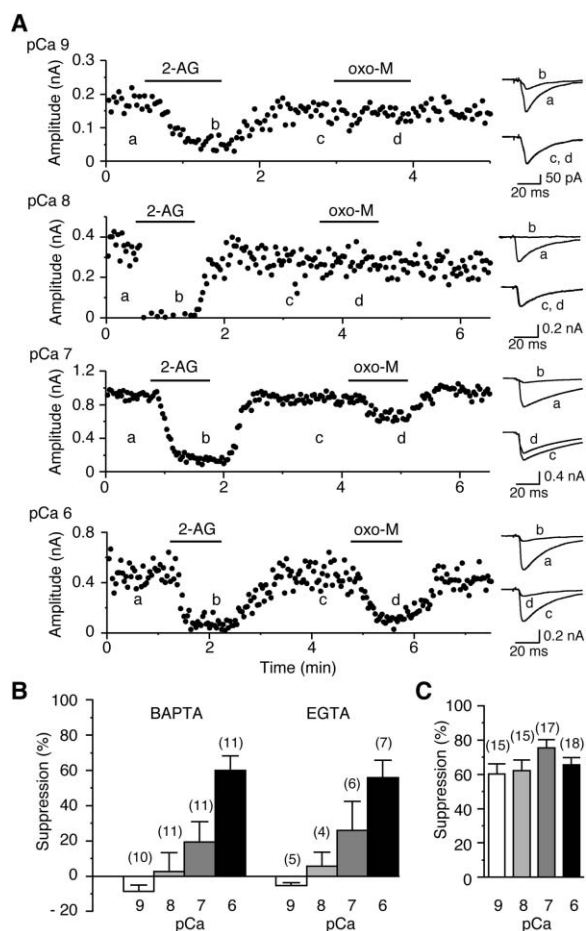 A
pCa 9
2-AG
oxo-M
Amplitude (nA)
0.3
0.2
0.1
0
a
b
c
d
0
2
4
b
a
c, d
50 pA
20 ms
pCa 8
2-AG
oxo-M
Amplitude (nA)
0.4
0.2
0
a
b
c
d
0
2
4
6
b
a
c, d
0.2 nA
20 ms
pCa 7
2-AG
oxo-M
Amplitude (nA)
1.2
0.8
0.4
0
a
b
c
d
0
2
4
6
b
a
d
c
0.4 nA
20 ms
pCa 6
2-AG
oxo-M
Amplitude (nA)
0.8
0.4
0
a
b
c
d
0
2
4
6
Time (min)
b
a
d
c
0.2 nA
20 ms
B
BAPTA
EGTA
Suppression (%)
100
80
60
40
20
0
- 20
(10)
(11)
(11)
(11)
(5)
(4)
(6)
(7)
9 8 7 6
9 8 7 6
pCa
pCa
C
Suppression (%)
100
80
60
40
20
0
(15)
(15)
(17)
(18)
9 8 7 6
pCa